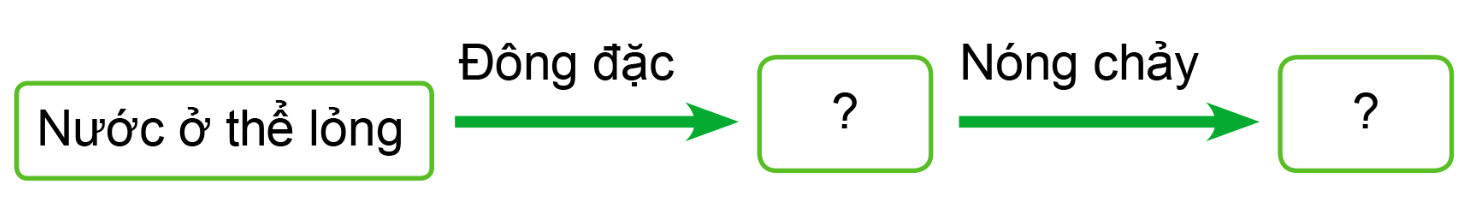 Nước ở thể lỏng
Đông đặc
?
Nóng chảy
?